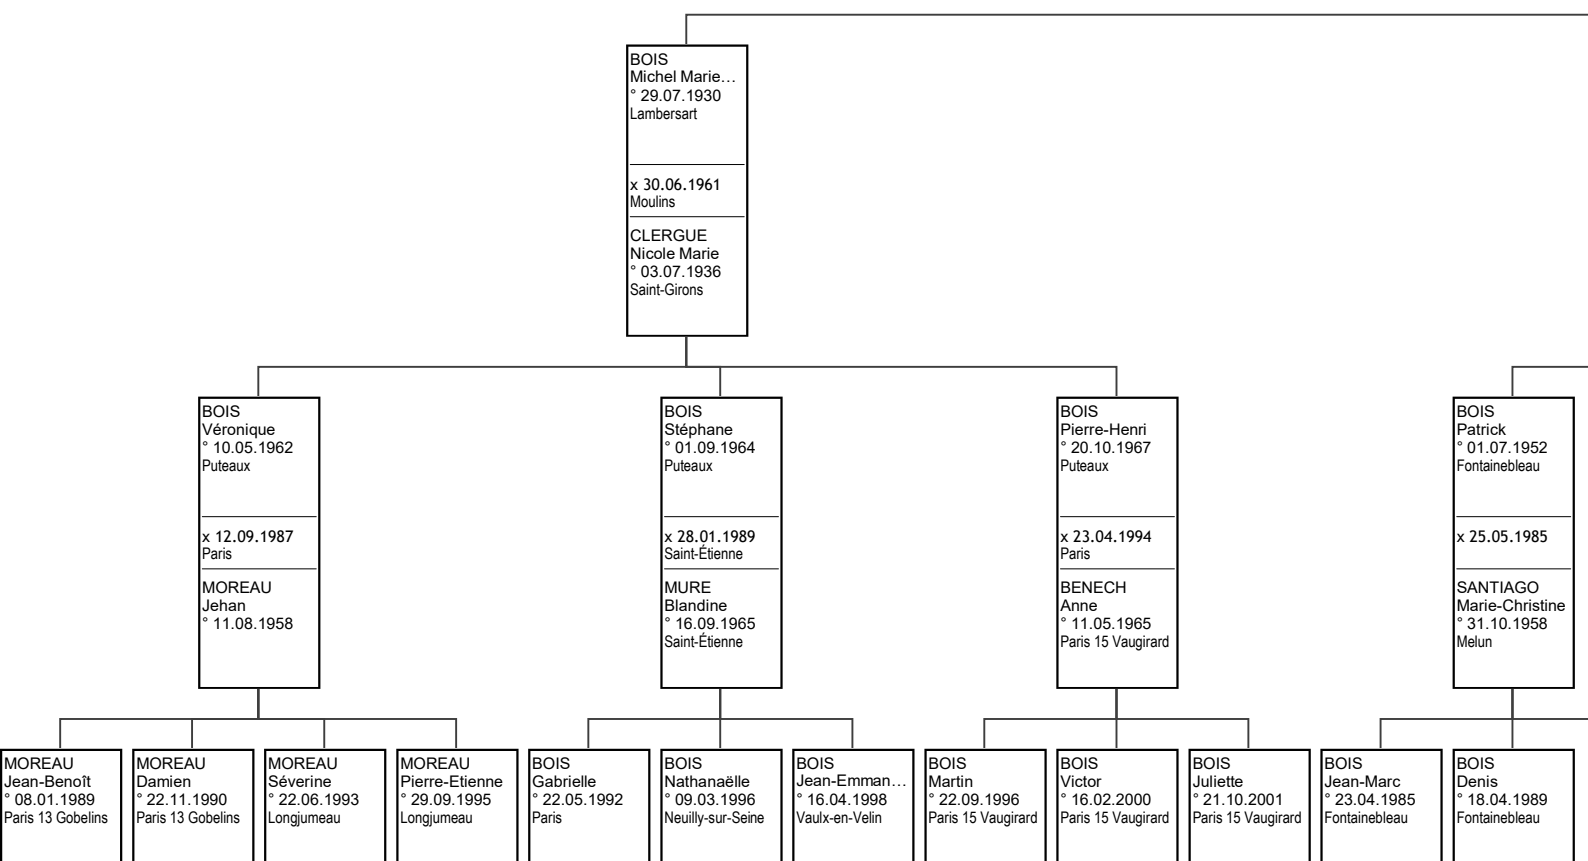 BOIS
Michel Marie…
° 29.07.1930
Lambersart
x 30.06.1961
Moulins
CLERGUE
Nicole Marie
° 03.07.1936
Saint-Girons
BOIS
Véronique
° 10.05.1962
Puteaux
x 12.09.1987
Paris
MOREAU
Jehan
° 11.08.1958
BOIS
Stéphane
° 01.09.1964
Puteaux
x 28.01.1989
Saint-Étienne
MURE
Blandine
° 16.09.1965
Saint-Étienne
BOIS
Pierre-Henri
° 20.10.1967
Puteaux
x 23.04.1994
Paris
BENECH
Anne
° 11.05.1965
Paris 15 Vaugirard
BOIS
Patrick
° 01.07.1952
Fontainebleau
x 25.05.1985
SANTIAGO
Marie-Christine
° 31.10.1958
Melun
MOREAU
Jean-Benoît
° 08.01.1989
Paris 13 Gobelins
MOREAU
Damien
° 22.11.1990
Paris 13 Gobelins
MOREAU
Séverine
° 22.06.1993
Longjumeau
MOREAU
Pierre-Etienne
° 29.09.1995
Longjumeau
BOIS
Gabrielle
° 22.05.1992
Paris
BOIS
Nathanaëlle
° 09.03.1996
Neuilly-sur-Seine
BOIS
Jean-Emman…
° 16.04.1998
Vaulx-en-Velin
BOIS
Martin
° 22.09.1996
Paris 15 Vaugirard
BOIS
Victor
° 16.02.2000
Paris 15 Vaugirard
BOIS
Juliette
° 21.10.2001
Paris 15 Vaugirard
BOIS
Jean-Marc
° 23.04.1985
Fontainebleau
BOIS
Denis
° 18.04.1989
Fontainebleau